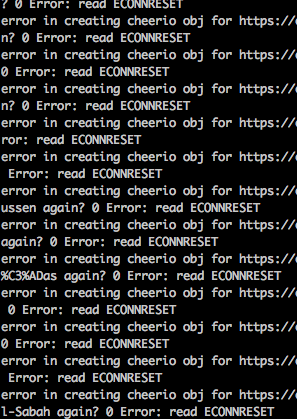 ? 0 Error: read ECONNRESET
error in creating cheerio obj for https://
n? 0 Error: read ECONNRESET
error in creating cheerio obj for https://
0 Error: read ECONNRESET
error in creating cheerio obj for https://
n? 0 Error: read ECONNRESET
error in creating cheerio obj for https://
ror: read ECONNRESET
error in creating cheerio obj for https://
 Error: read ECONNRESET
error in creating cheerio obj for https://
ussen again? 0 Error: read ECONNRESET
error in creating cheerio obj for https://
again? 0 Error: read ECONNRESET
error in creating cheerio obj for https://
%C3%ADas again? 0 Error: read ECONNRESET
error in creating cheerio obj for https://
 0 Error: read ECONNRESET
error in creating cheerio obj for https://
0 Error: read ECONNRESET
error in creating cheerio obj for https://
 Error: read ECONNRESET
error in creating cheerio obj for https://
l-Sabah again? 0 Error: read ECONNRESET